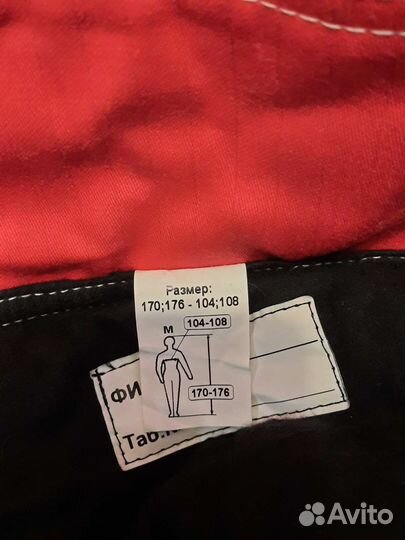 Размер:
170;176 - 104;108
М
104-108
170-176
ФИ
Таб.
Avito